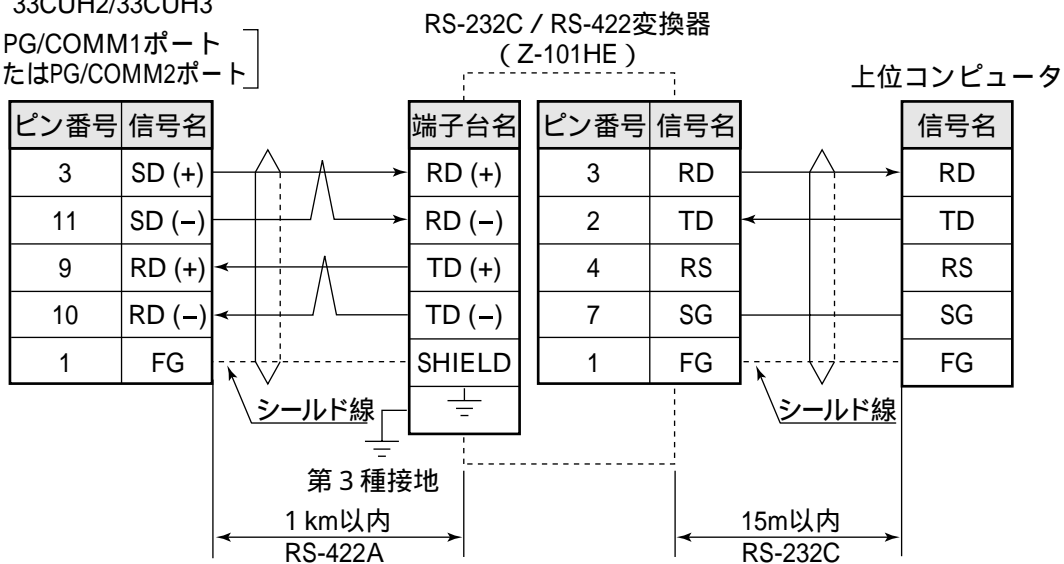 33CUH2/33CUH3
PG/COMM1ポート
たはPG/COMM2ポート
RS-232C / RS-422変換器
( Z-101HE )
上位コンピュータ
ピン番号 信号名
3 SD (+)
11 SD (−)
9 RD (+)
10 RD (−)
1 FG
端子台名
RD (+)
RD (−)
TD (+)
TD (−)
SHIELD
ピン番号 信号名
3 RD
2 TD
4 RS
7 SG
1 FG
信号名
RD
TD
RS
SG
FG
シールド線
シールド線
第3種接地
1 km以内
RS-422A
15m以内
RS-232C